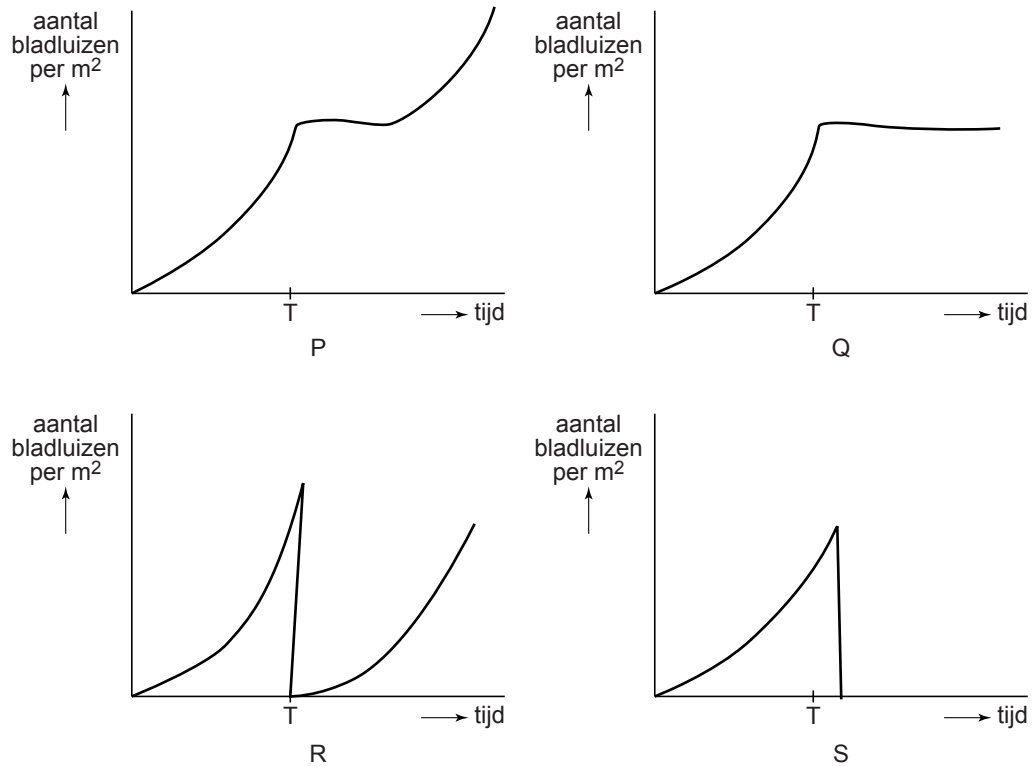 aantal
bladluizen
per m²
T
tijd
P
aantal
bladluizen
per m²
T
tijd
Q
aantal
bladluizen
per m²
T
tijd
R
aantal
bladluizen
per m²
T
tijd
S